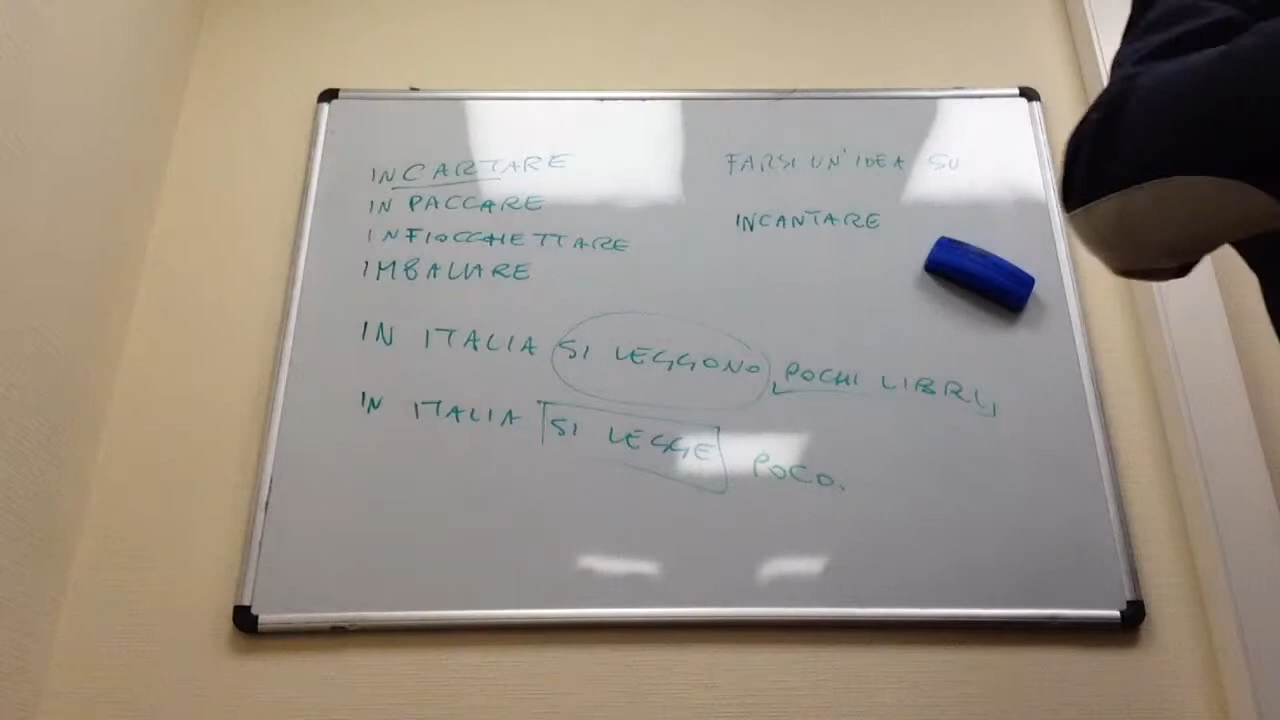 INCARTARE
IN PACCARE
INFIOCCHETTARE
IMBALLARE
FARSI UN'IDEA SU
INCANTARE
IN ITALIA SI LEGGONO POCHI LIBRI,
IN ITALIA SI LEGGE POCO.